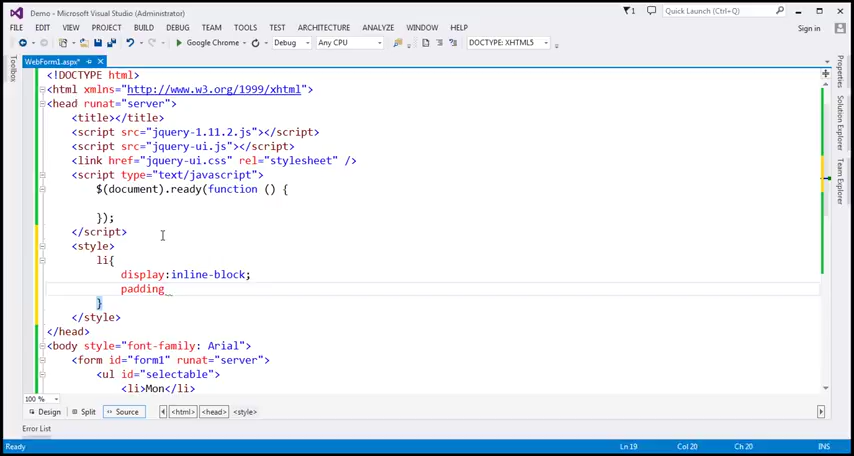 Demo - Microsoft Visual Studio (Administrator)
1
Quick Launch (Ctrl+Q)
FILE EDIT VIEW PROJECT BUILD DEBUG TEAM TOOLS TEST ARCHITECTURE ANALYZE WINDOW HELP
Sign in
Google Chrome Debug Any CPU DOCTYPE: XHTML5
Toolbox
WebForm1.aspx*
<!DOCTYPE html>
<html xmlns="http://www.w3.org/1999/xhtml">
<head runat="server">
<title></title>
<script src="jquery-1.11.2.js"></script>
<script src="jquery-ui.js"></script>
<link href="jquery-ui.css" rel="stylesheet" />
<script type="text/javascript">
$(document).ready(function () {
});
</script>
<style>
li{
display:inline-block;
padding
}
</style>
</head>
<body style="font-family: Arial">
<form id="form1" runat="server">
<ul id="selectable">
<li>Mon</li>
Properties
Solution Explorer
Team Explorer
100 %
Design Split Source <html> <head> <style>
Error List
Ready Ln 19 Col 20 Ch 20 INS